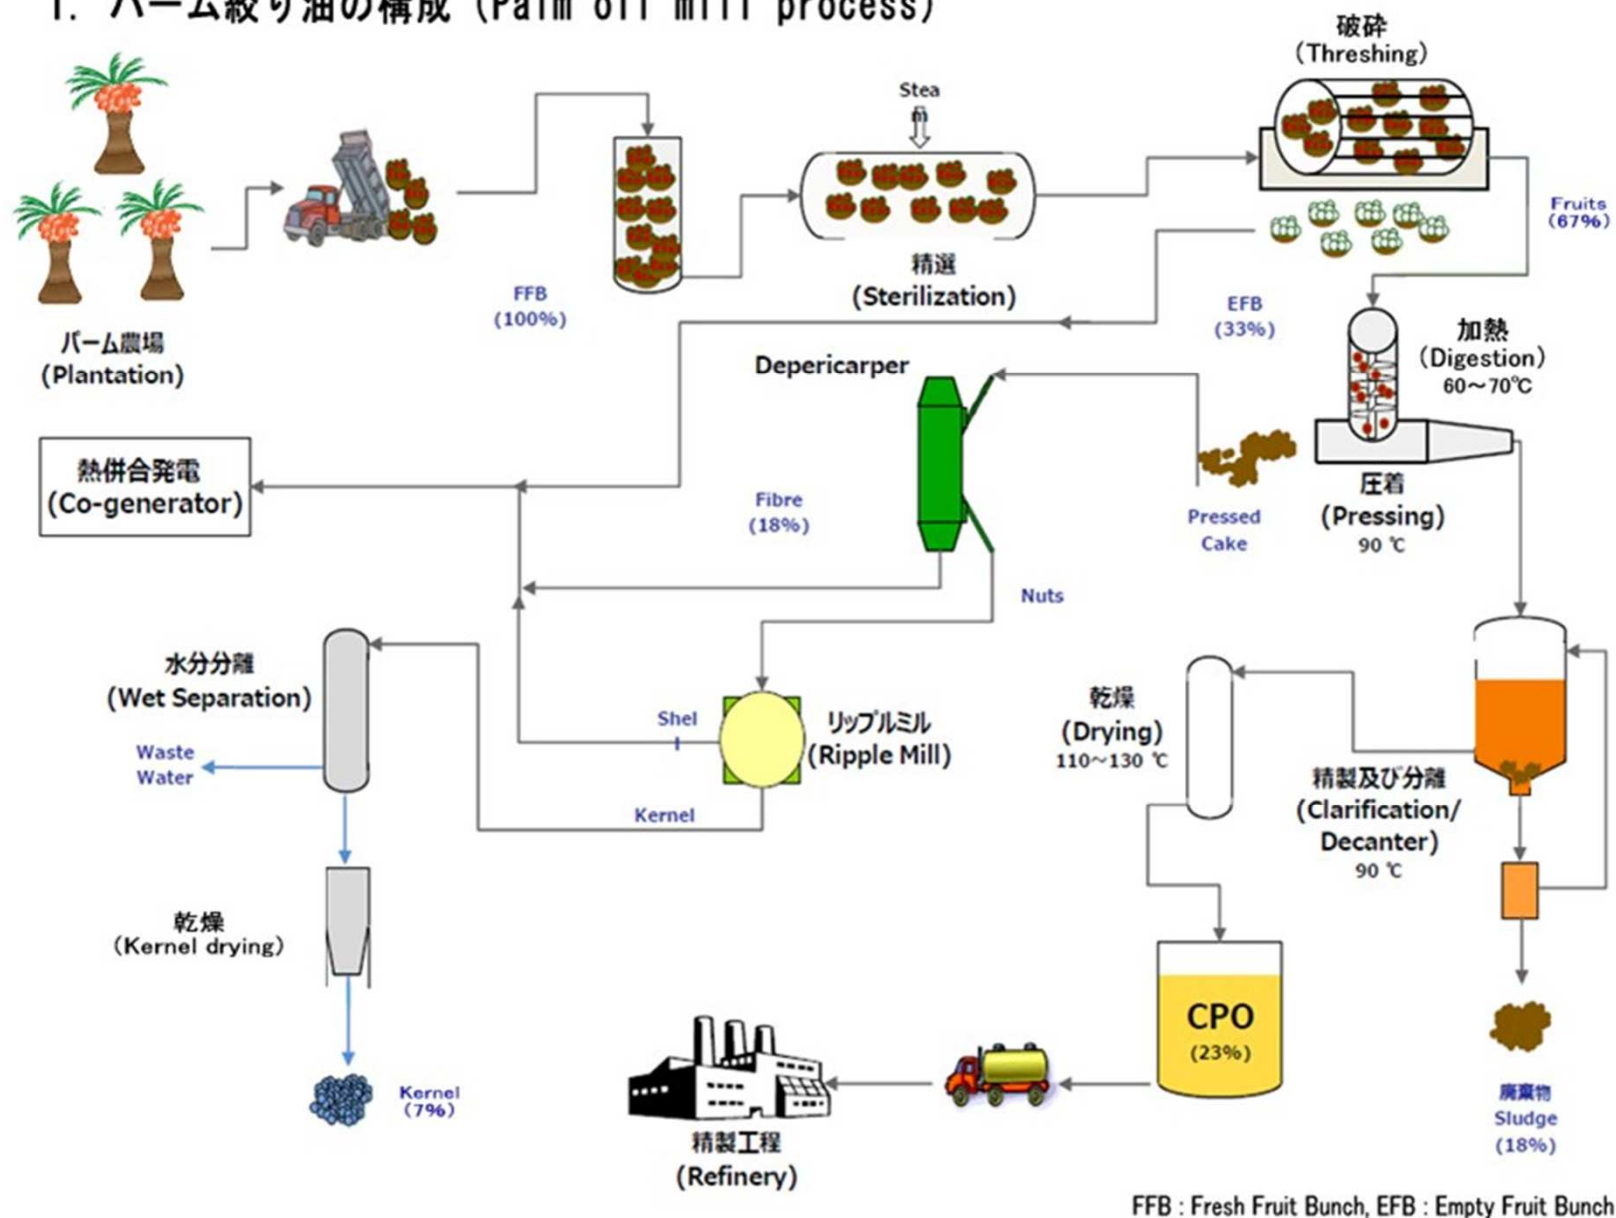 1. パーム絞り油の構成 (Palm oil mill process)
破砕
(Threshing)
Stea
m
Fruits
(67%)
精選
(Sterilization)
FFB
(100%)
EFB
(33%)
パーム農場
(Plantation)
加熱
(Digestion)
60～70℃
Depericarper
熱併合発電
(Co-generator)
Fibre
(18%)
圧着
(Pressing)
90 ℃
Pressed
Cake
Nuts
水分分離
(Wet Separation)
Waste
Water
Shel
リップルミル
(Ripple Mill)
Kernel
乾燥
(Drying)
110～130 ℃
精製及び分離
(Clarification/
Decanter)
90 ℃
乾燥
(Kernel drying)
Kernel
(7%)
CPO
(23%)
精製工程
(Refinery)
廃棄物
Sludge
(18%)
FFB : Fresh Fruit Bunch, EFB : Empty Fruit Bunch